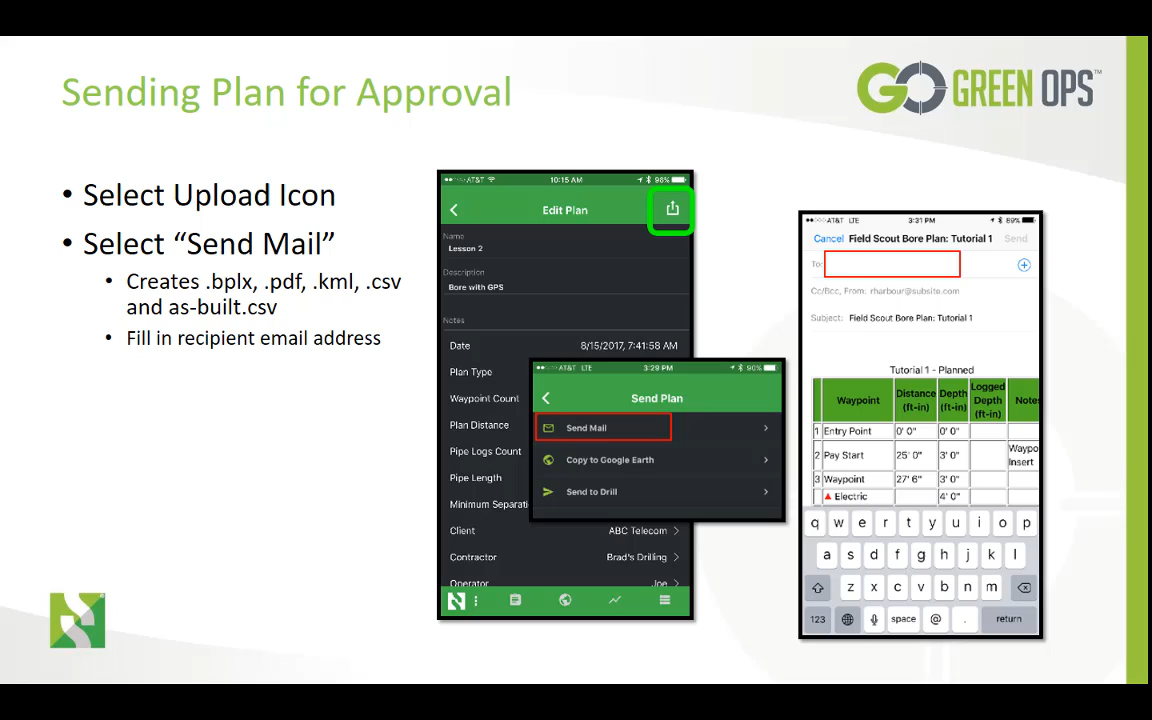 Sending Plan for Approval
GO GREEN OPS™
• Select Upload Icon
• Select “Send Mail”
• Creates .bplx, .pdf, .kml, .csv
and as-built.csv
• Fill in recipient email address
AT&T 10:15 AM 96%
Edit Plan
Name
Lesson 2
Description
Bore with GPS
Notes
Date 8/15/2017, 7:41:58 AM
Plan Type
Waypoint Count
Plan Distance
Pipe Logs Count
Pipe Length
Minimum Separati
Client ABC Telecom
Contractor Brad's Drilling
Operator Joe
AT&T LTE 3:29 PM 90%
Send Plan
Send Mail
Copy to Google Earth
Send to Drill
AT&T LTE 3:31 PM 89%
Cancel Field Scout Bore Plan: Tutorial 1 Send
To:
Cc/Bcc, From: rharbour@subsite.com
Subject: Field Scout Bore Plan: Tutorial 1
Tutorial 1 - Planned
Waypoint Distance (ft-in) Depth (ft-in) Logged Depth (ft-in) Notes
1 Entry Point 0' 0" 0' 0"
2 Pay Start 25' 0" 3' 0" Waypo Insert
3 Waypoint 27' 6" 3' 0"
Electric 4' 0"
q w e r t y u i o p
a s d f g h j k l
z x c v b n m
123 space @ . return